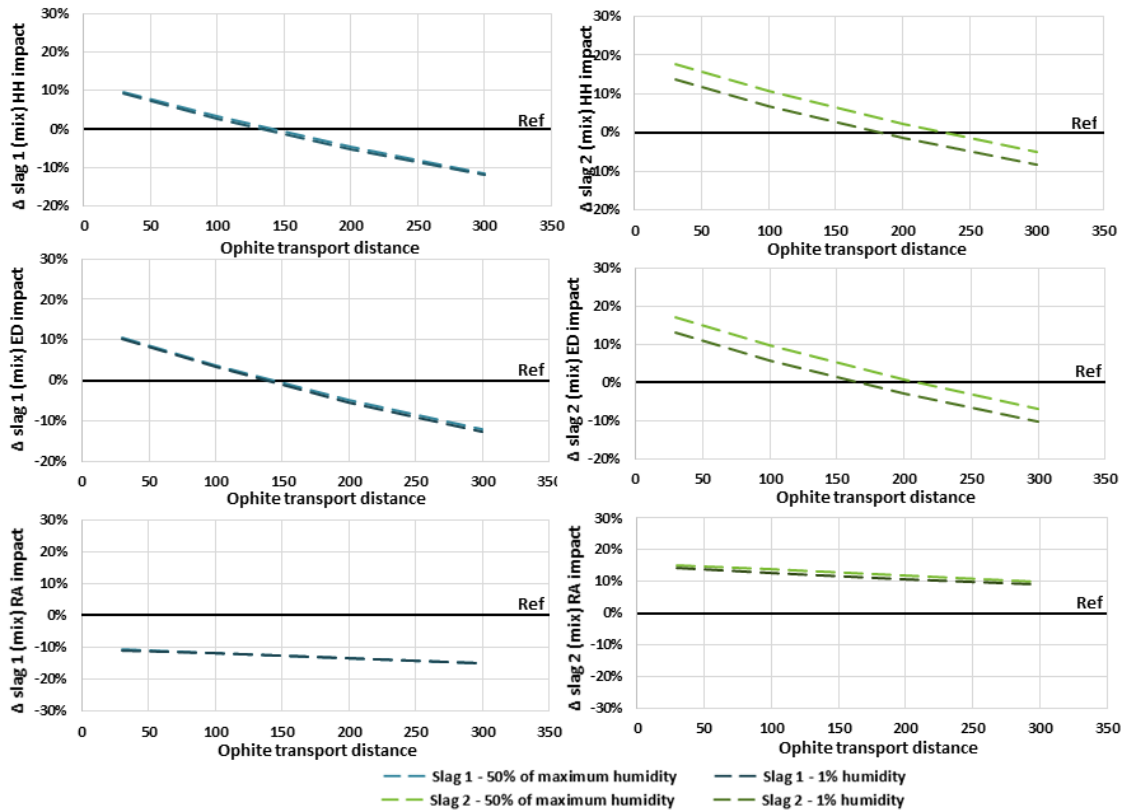 30%
20%
10%
0%
-10%
-20%
Δ slag 1 (mix) HH impact
Ref
0 50 100 150 200 250 300 350
Ophite transport distance
30%
20%
10%
0%
10%
20%
Δ slag 2 (mix) HH impact
Ref
0 50 100 150 200 250 300 350
Ophite transport distance
30%
20%
10%
0%
-10%
-20%
Δ slag 1 (mix) ED impact
Ref
0 50 100 150 200 250 300 350
Ophite transport distance
30%
20%
10%
0%
-10%
-20%
Δ slag 2 (mix) ED impact
Ref
0 50 100 150 200 250 300 350
Ophite transport distance
30%
20%
10%
0%
-10%
-20%
-30%
Δ slag 1 (mix) RA impact
Ref
0 50 100 150 200 250 300 350
Ophite transport distance
30%
20%
10%
0%
-10%
-20%
-30%
Δ slag 2 (mix) RA impact
Ref
0 50 100 150 200 250 300 350
Ophite transport distance
Slag 1 - 50% of maximum humidity
Slag 1 - 1% humidity
Slag 2 - 50% of maximum humidity
Slag 2 - 1% humidity